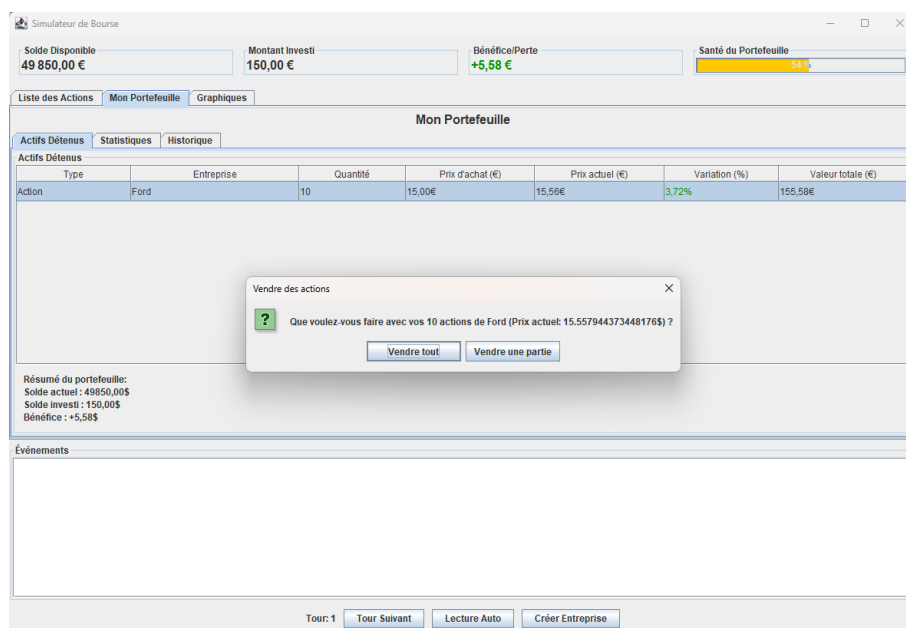 Simulateur de Bourse
Solde Disponible Montant Investi Bénéfice/Perte Santé du Portefeuille
49 850,00 € 150,00 € +5,58 € 54 %
Liste des Actions Mon Portefeuille Graphiques
Mon Portefeuille
Actifs Détenus Statistiques Historique
Actifs Détenus
Type Entreprise Quantité Prix d'achat (€) Prix actuel (€) Variation (%) Valeur totale (€)
Action Ford 10 15,00€ 15,56€ 3,72% 155,58€
Vendre des actions
? Que voulez-vous faire avec vos 10 actions de Ford (Prix actuel: 15.557944373448176$) ?
Vendre tout Vendre une partie
Résumé du portefeuille:
Solde actuel : 49850,00$
Solde investi : 150,00$
Bénéfice : +5,58$
Événements
Tour: 1 Tour Suivant Lecture Auto Créer Entreprise